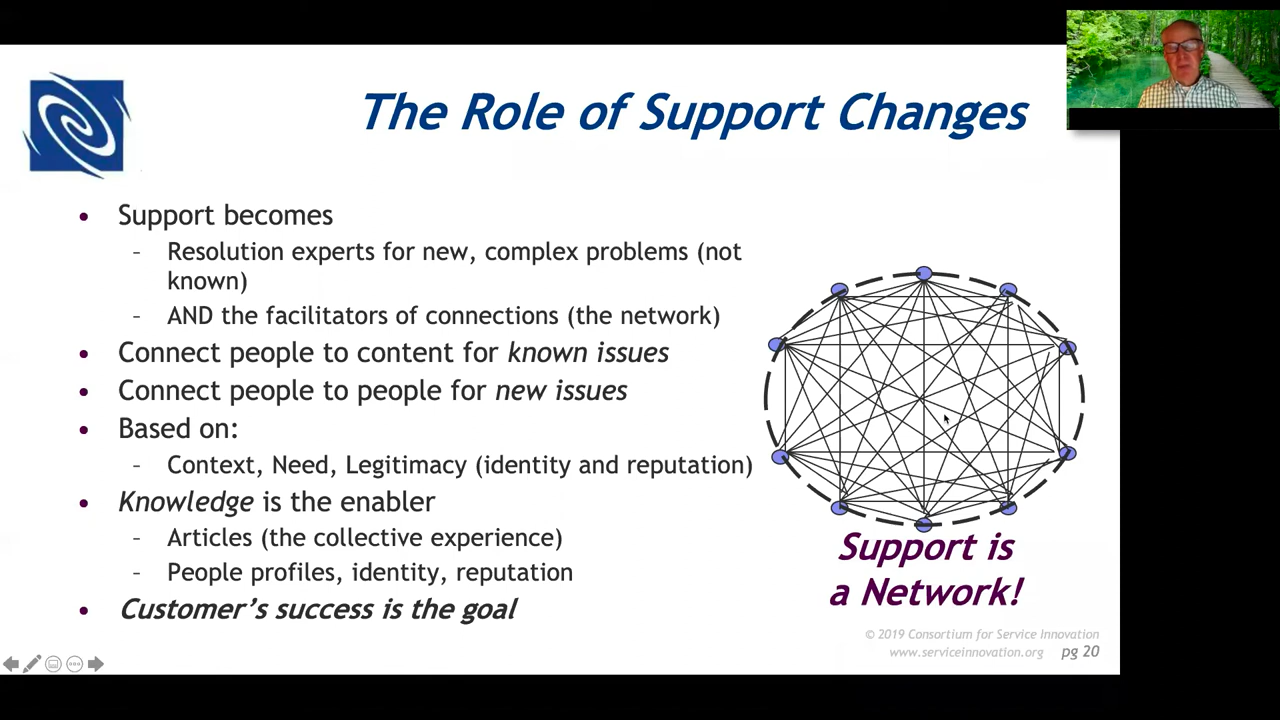 The Role of Support Changes
• Support becomes
– Resolution experts for new, complex problems (not
known)
– AND the facilitators of connections (the network)
• Connect people to content for known issues
• Connect people to people for new issues
• Based on:
– Context, Need, Legitimacy (identity and reputation)
• Knowledge is the enabler
– Articles (the collective experience)
– People profiles, identity, reputation
• Customer’s success is the goal
Support is
a Network!
© 2019 Consortium for Service Innovation
www.serviceinnovation.org pg 20